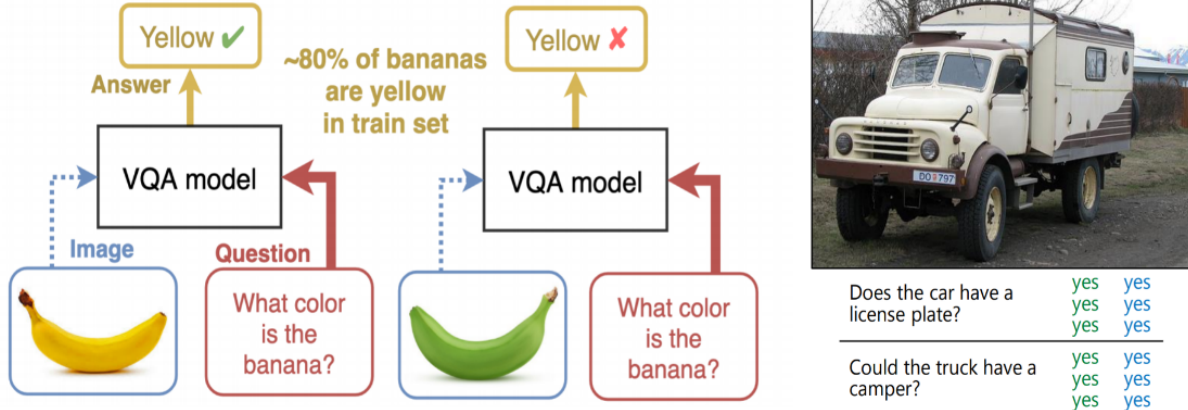 Yellow ✔
Answer
VQA model
Image
Question
What color
is the
banana?
~80% of bananas
are yellow
in train set
Yellow ✘
VQA model
What color
is the
banana?
DO 797
Does the car have a
license plate?
yes yes
yes yes
yes yes
Could the truck have a
camper?
yes yes
yes yes
yes yes